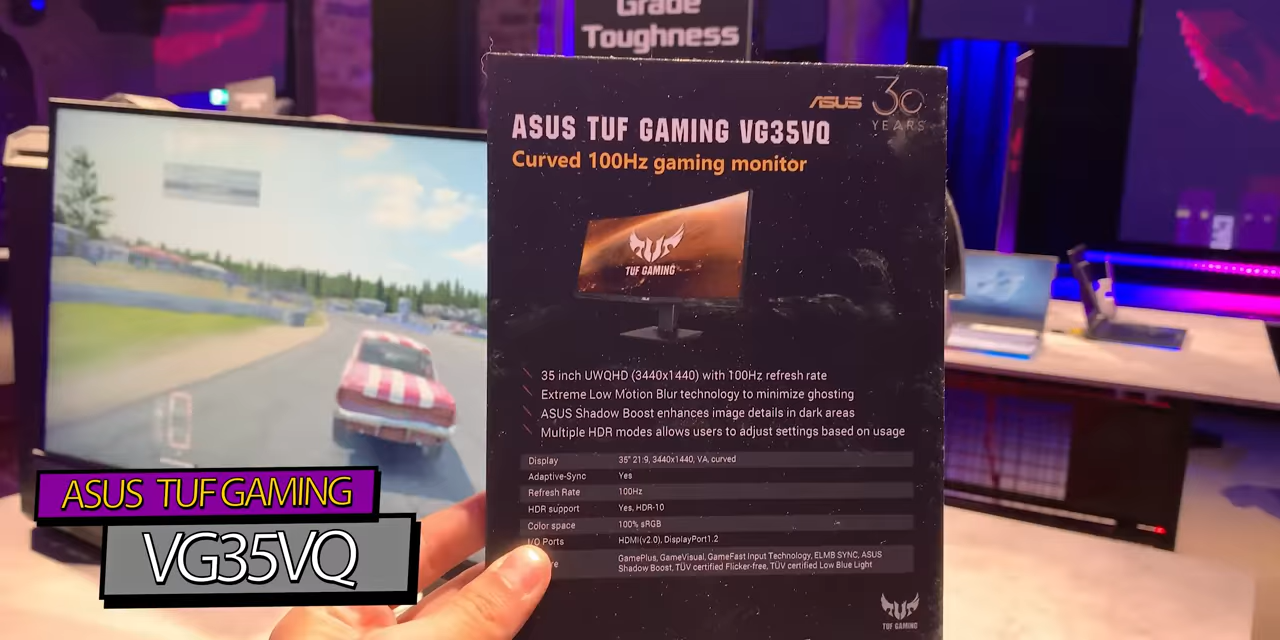 Grade
Toughness
ASUS 30
YEARS
ASUS TUF GAMING VG35VQ
Curved 100Hz gaming monitor
TUF GAMING
35 inch UWQHD (3440x1440) with 100Hz refresh rate
Extreme Low Motion Blur technology to minimize ghosting
ASUS Shadow Boost enhances image details in dark areas
Multiple HDR modes allows users to adjust settings based on usage
Display 35" 21:9, 3440x1440, VA, curved
Adaptive-Sync Yes
Refresh Rate 100Hz
HDR support Yes, HDR-10
Color space 100% sRGB
I/O Ports HDMI(v2.0), DisplayPort1.2
GamePlus, GameVisual, GameFast Input Technology, ELMB SYNC, ASUS
Shadow Boost, TÜV certified Flicker-free, TÜV certified Low Blue Light
TUF GAMING
ASUS TUF GAMING
VG35VQ